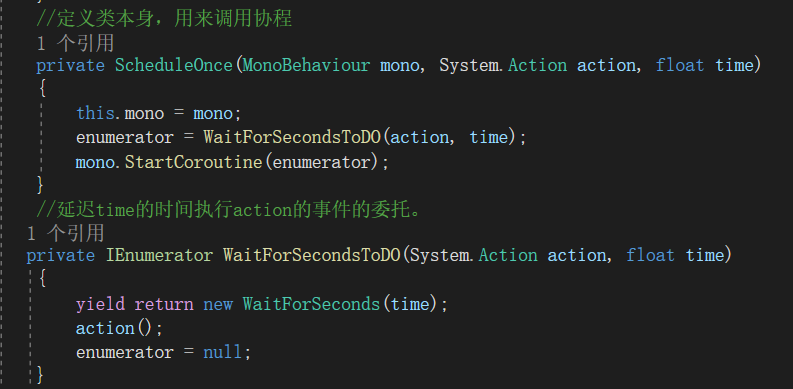 //定义类本身，用来调用协程
1 个引用
private ScheduleOnce(MonoBehaviour mono, System.Action action, float time)
{
this.mono = mono;
enumerator = WaitForSecondsToDO(action, time);
mono.StartCoroutine(enumerator);
}
//延迟time的时间执行action的事件的委托。
1 个引用
private IEnumerator WaitForSecondsToDO(System.Action action, float time)
{
yield return new WaitForSeconds(time);
action();
enumerator = null;
}